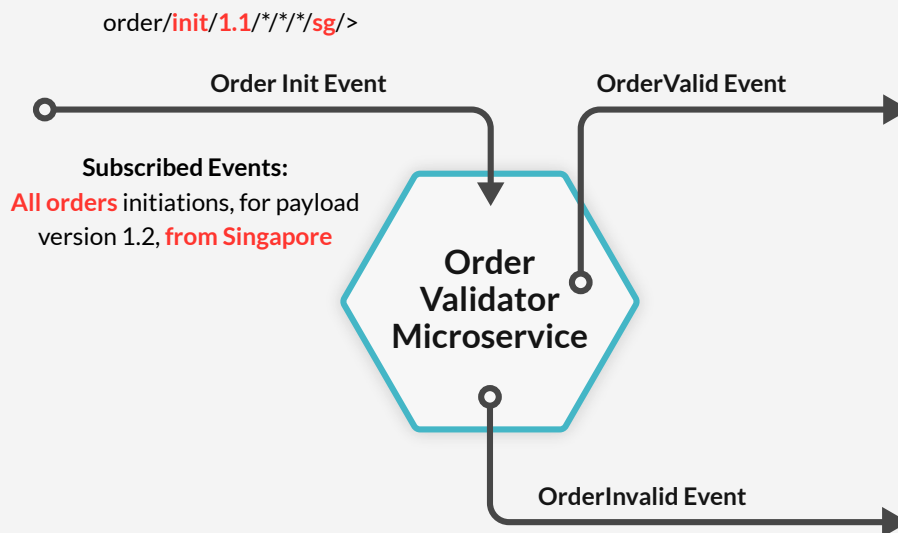 order/init/1.1/*/*/*/sg/>
Order Init Event
OrderValid Event
Subscribed Events:
All orders initiations, for payload
version 1.2, from Singapore
Order
Validator
Microservice
OrderInvalid Event